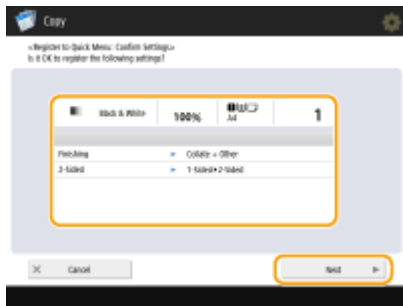 Copy
<Register to Quick Menu: Confirm Settings>
Is it OK to register the following settings?
Black & White 100% A4 1
Finishing ► Collate + Other
2-Sided ► 1-Sided▸2-Sided
× Cancel Next ►